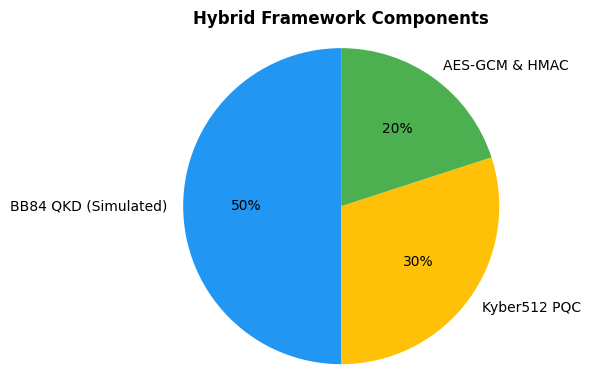 Hybrid Framework Components
AES-GCM & HMAC
20%
BB84 QKD (Simulated)
50%
30%
Kyber512 PQC